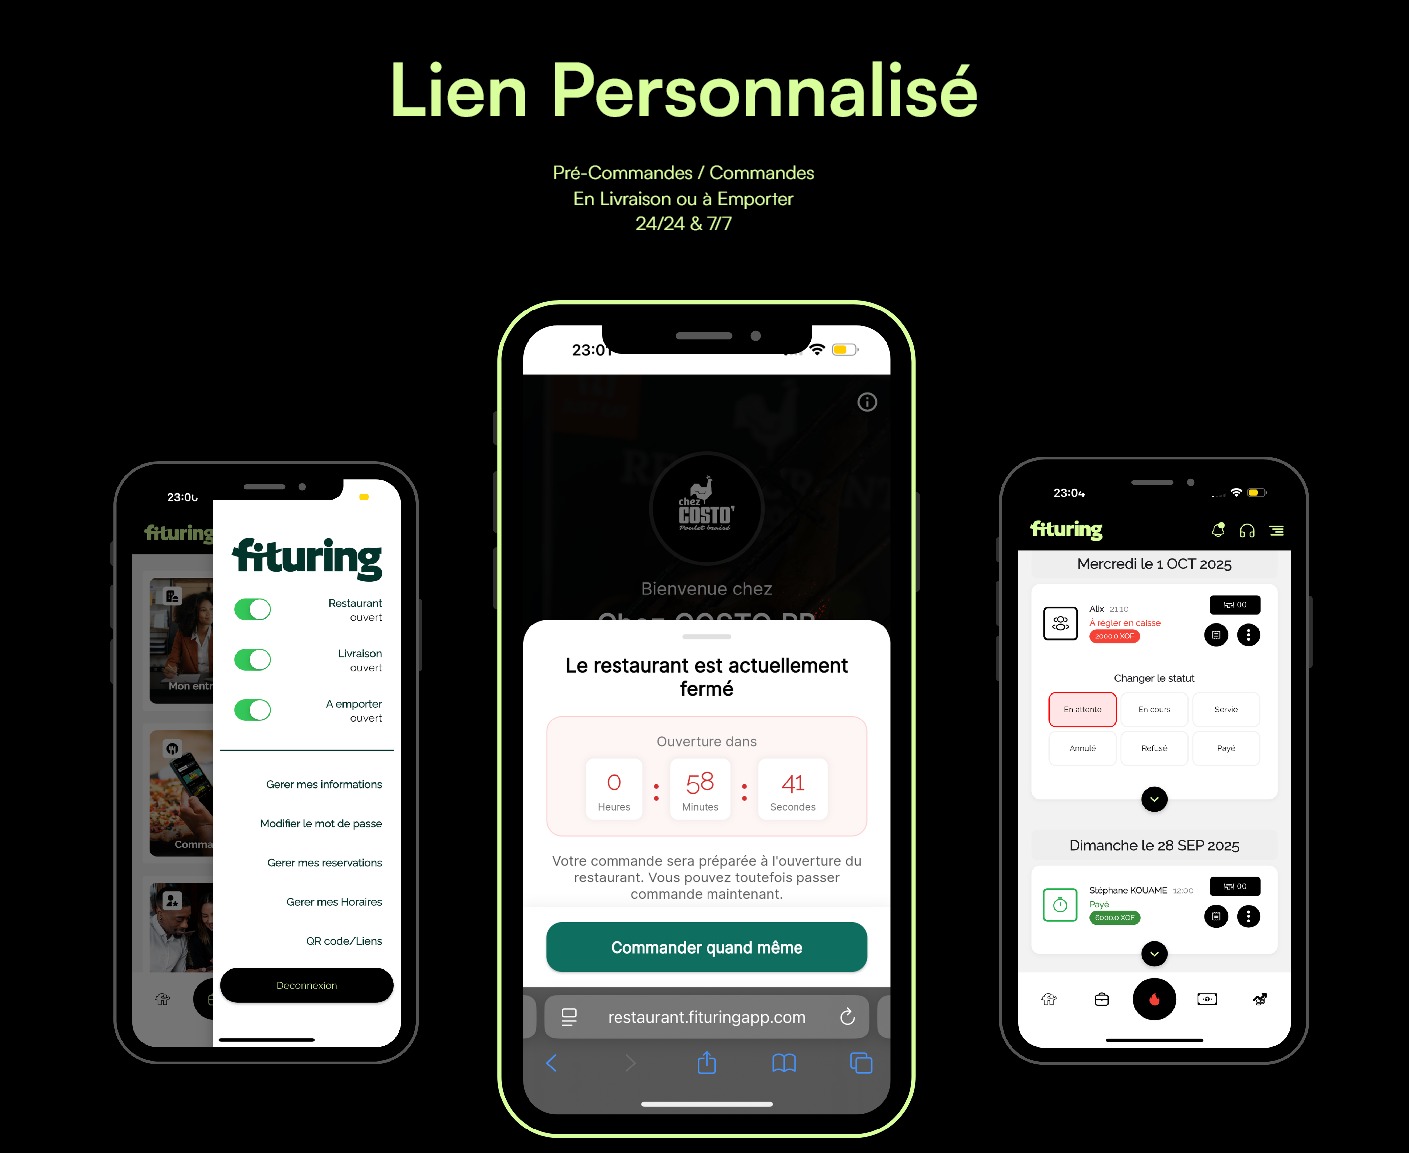 Lien Personnalisé
Pré-Commandes / Commandes
En Livraison ou à Emporter
24/24 & 7/7
23:0
fituring
fituring
Restaurant
ouvert
Livraison
ouvert
A emporter
ouvert
Mon entr
Comma
Gerer mes informations
Modifier le mot de passe
Gerer mes reservations
Gerer mes Horaires
QR code/Liens
Deconnexion
23:01
chez
COSTO'
Poulet braisé
Bienvenue chez
Chez COSTO BB
Le restaurant est actuellement
fermé
Ouverture dans
0 : 58 : 41
Heures Minutes Secondes
Votre commande sera préparée à l'ouverture du
restaurant. Vous pouvez toutefois passer
commande maintenant.
Commander quand même
restaurant.fituringapp.com
23:04
fituring
Mercredi le 1 OCT 2025
Alix 21:10
À régler en caisse
2000.0 XOF
Changer le statut
En attente En cours Servie
Annulé Refusé Payé
Dimanche le 28 SEP 2025
Stéphane KOUAME 12:00
Payé
6000.0 XOF